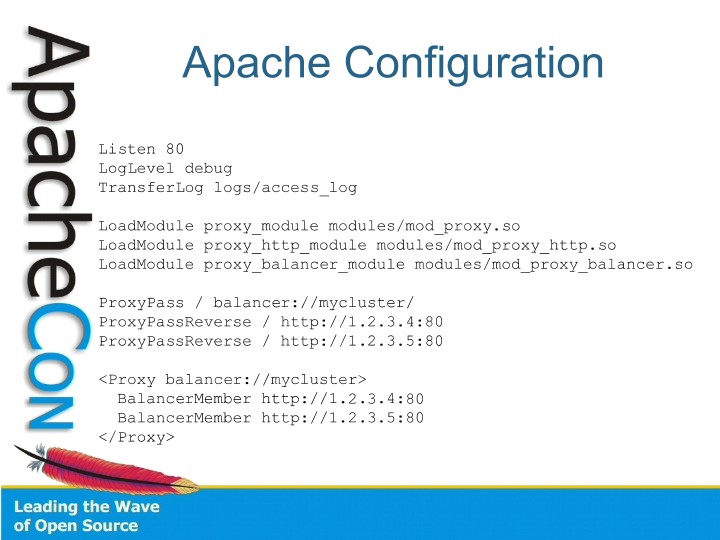 Apache Configuration
ApacheCon
Listen 80
LogLevel debug
TransferLog logs/access_log
LoadModule proxy_module modules/mod_proxy.so
LoadModule proxy_http_module modules/mod_proxy_http.so
LoadModule proxy_balancer_module modules/mod_proxy_balancer.so
ProxyPass / balancer://mycluster/
ProxyPassReverse / http://1.2.3.4:80
ProxyPassReverse / http://1.2.3.5:80
<Proxy balancer://mycluster>
  BalancerMember http://1.2.3.4:80
  BalancerMember http://1.2.3.5:80
</Proxy>
Leading the Wave
of Open Source